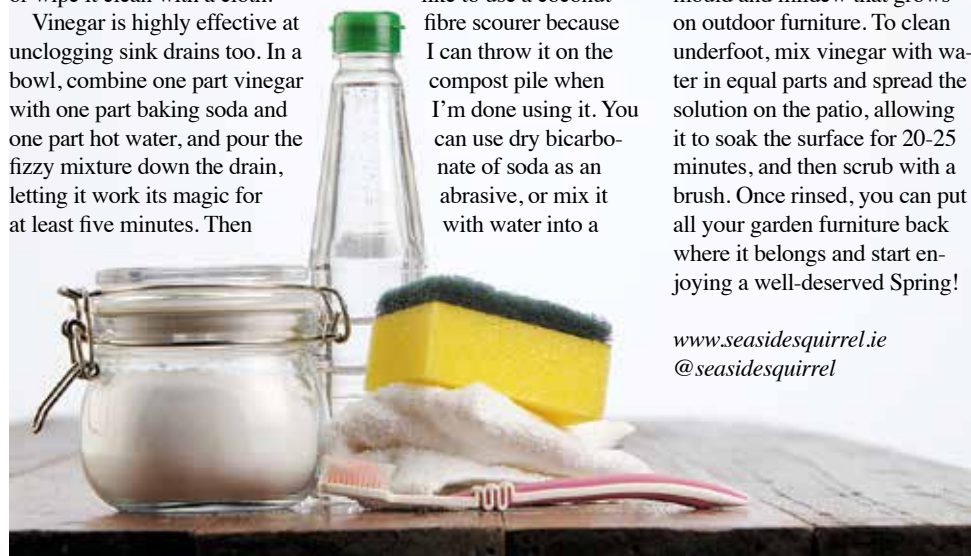 or wipe it clean with a cloth.
Vinegar is highly effective at
unclogging sink drains too. In a
bowl, combine one part vinegar
with one part baking soda and
one part hot water, and pour the
fizzy mixture down the drain,
letting it work its magic for
at least five minutes. Then
like to use a coconut
fibre scourer because
I can throw it on the
compost pile when
I'm done using it. You
can use dry bicarbo-
nate of soda as an
abrasive, or mix it
with water into a
mould and mildew that grows
on outdoor furniture. To clean
underfoot, mix vinegar with wa-
ter in equal parts and spread the
solution on the patio, allowing
it to soak the surface for 20-25
minutes, and then scrub with a
brush. Once rinsed, you can put
all your garden furniture back
where it belongs and start en-
joying a well-deserved Spring!
www.seasidesquirrel.ie
@seasidesquirrel